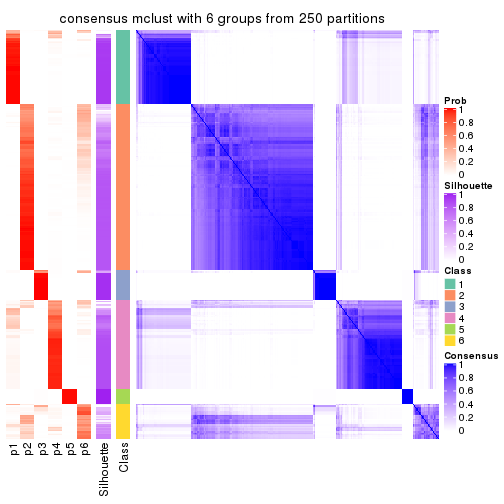 consensus mclust with 6 groups from 250 partitions
Prob
1
0.8
0.6
0.4
0.2
0
Silhouette
1
0.8
0.6
0.4
0.2
0
Class
1
2
3
4
5
6
Consensus
1
0.8
0.6
0.4
0.2
0
p1
p2
p3
p4
p5
p6
Silhouette
Class